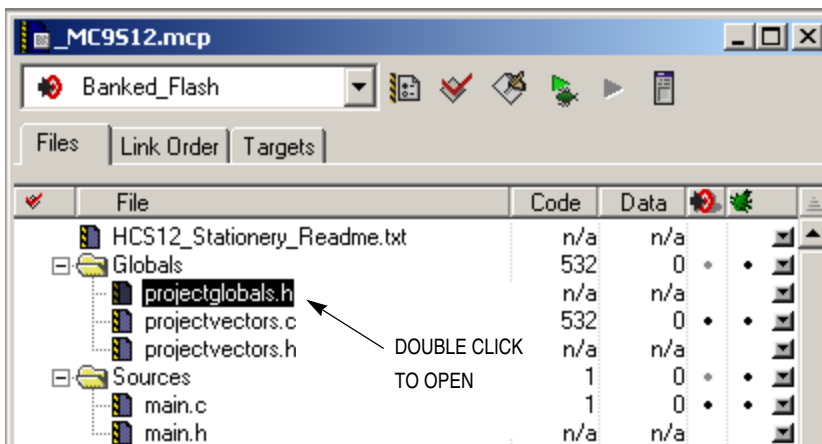 _MC9S12.mcp
Banked_Flash
Files Link Order Targets
File Code Data
HCS12_Stationery_Readme.txt n/a n/a
Globals 532 0
projectglobals.h n/a n/a
projectvectors.c 532 0
projectvectors.h n/a n/a
DOUBLE CLICK
TO OPEN
Sources 1 0
main.c 1 0
main.h n/a n/a